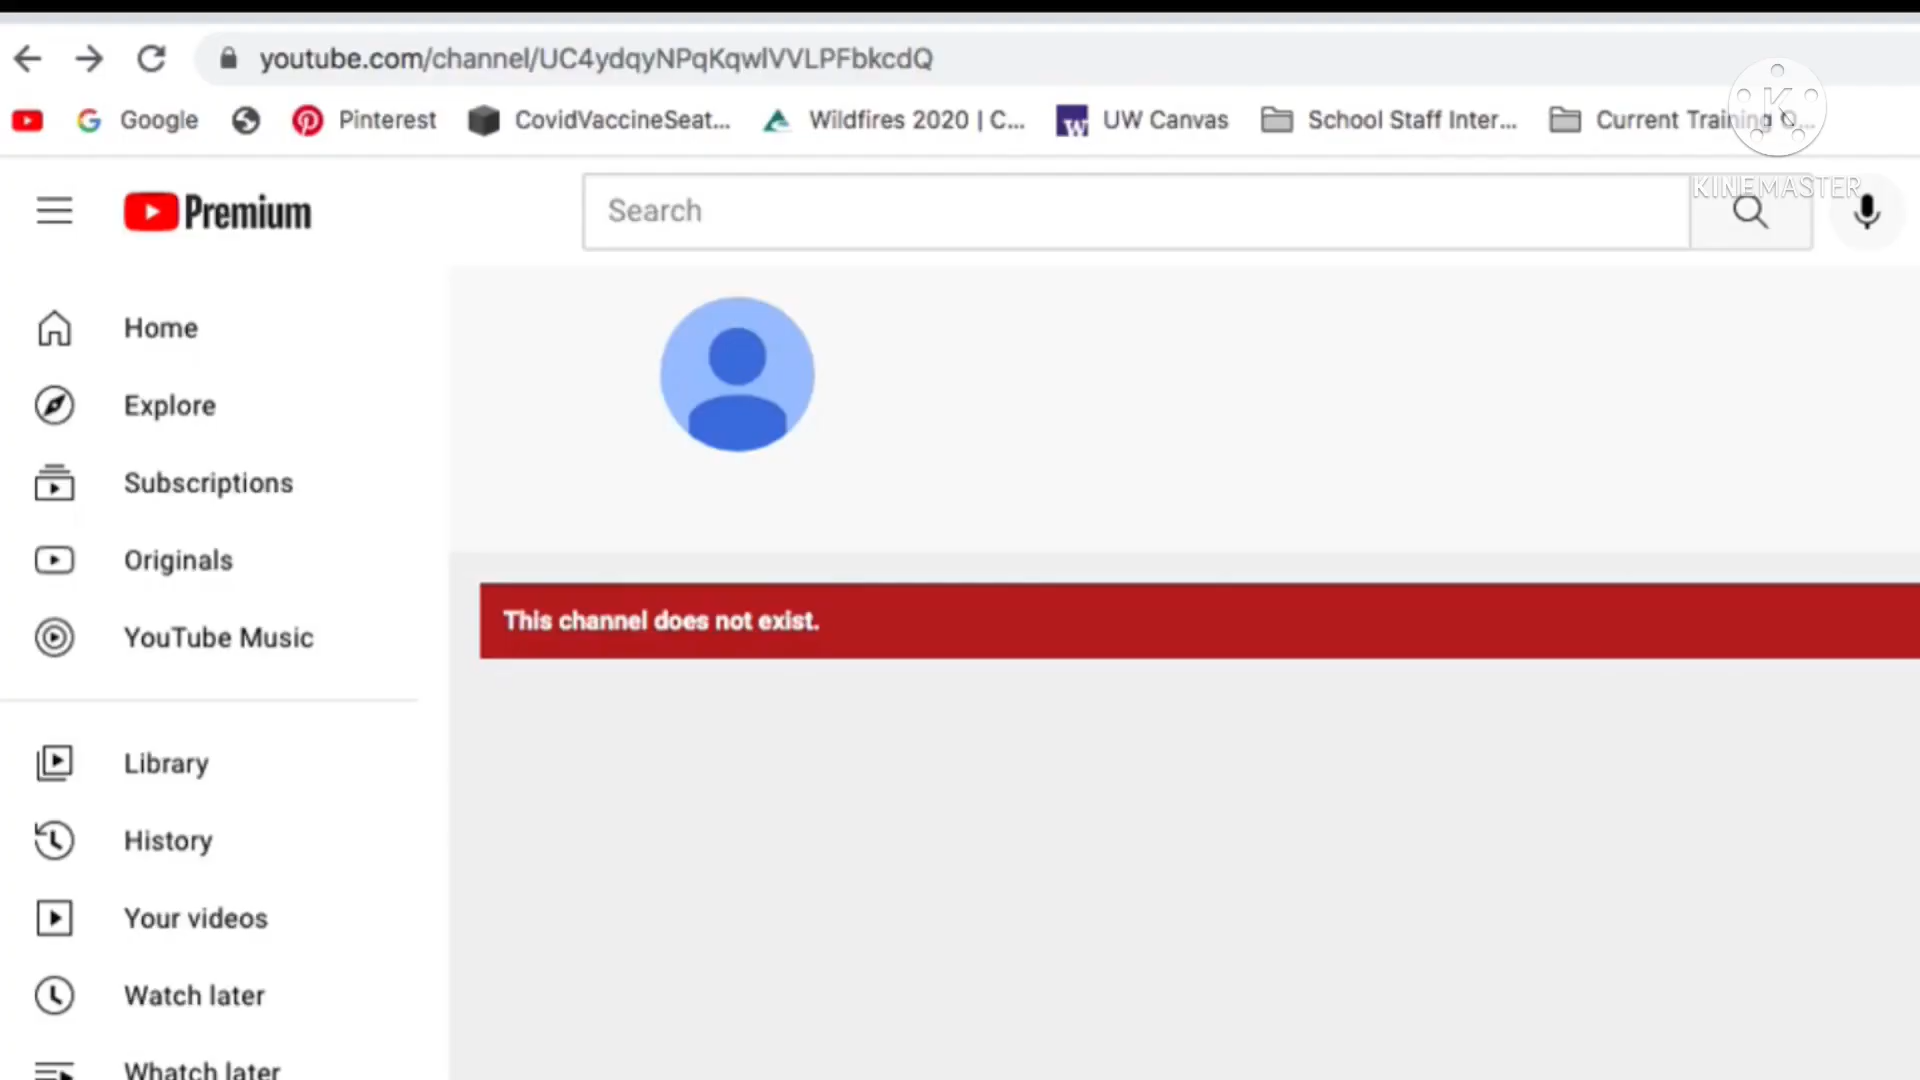 youtube.com/channel/UC4ydqyNPqKqwlVVLPFbkcdQ
Google Pinterest CovidVaccineSeat... Wildfires 2020 | C... UW Canvas School Staff Inter... Current Training O...
KINEMASTER
Premium Search
Home
Explore
Subscriptions
Originals
This channel does not exist.
YouTube Music
Library
History
Your videos
Watch later
Whatch later